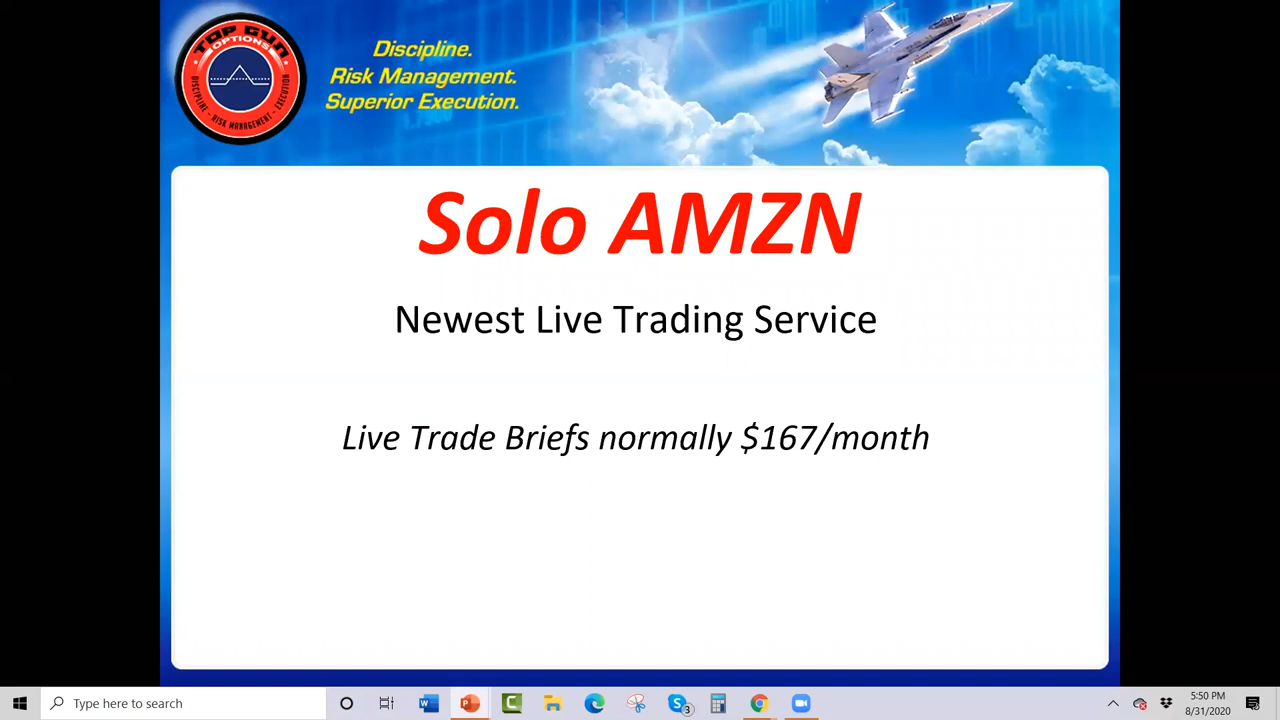 TOP GUN
OPTIONS
DISCIPLINE - RISK MANAGEMENT - EXECUTION
Discipline.
Risk Management.
Superior Execution.
Solo AMZN
Newest Live Trading Service
Live Trade Briefs normally $167/month
Type here to search
3
5:50 PM
8/31/2020